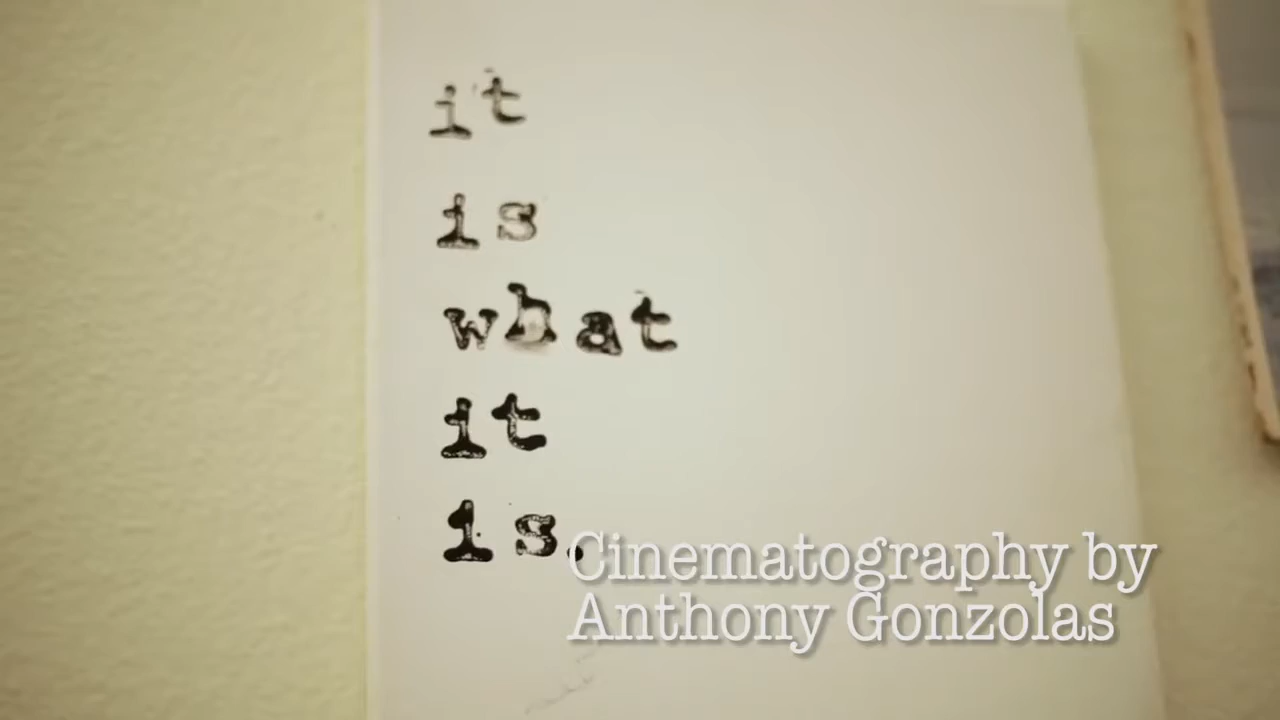 it
is
what
it
is.
Cinematography by
Anthony Gonzolas